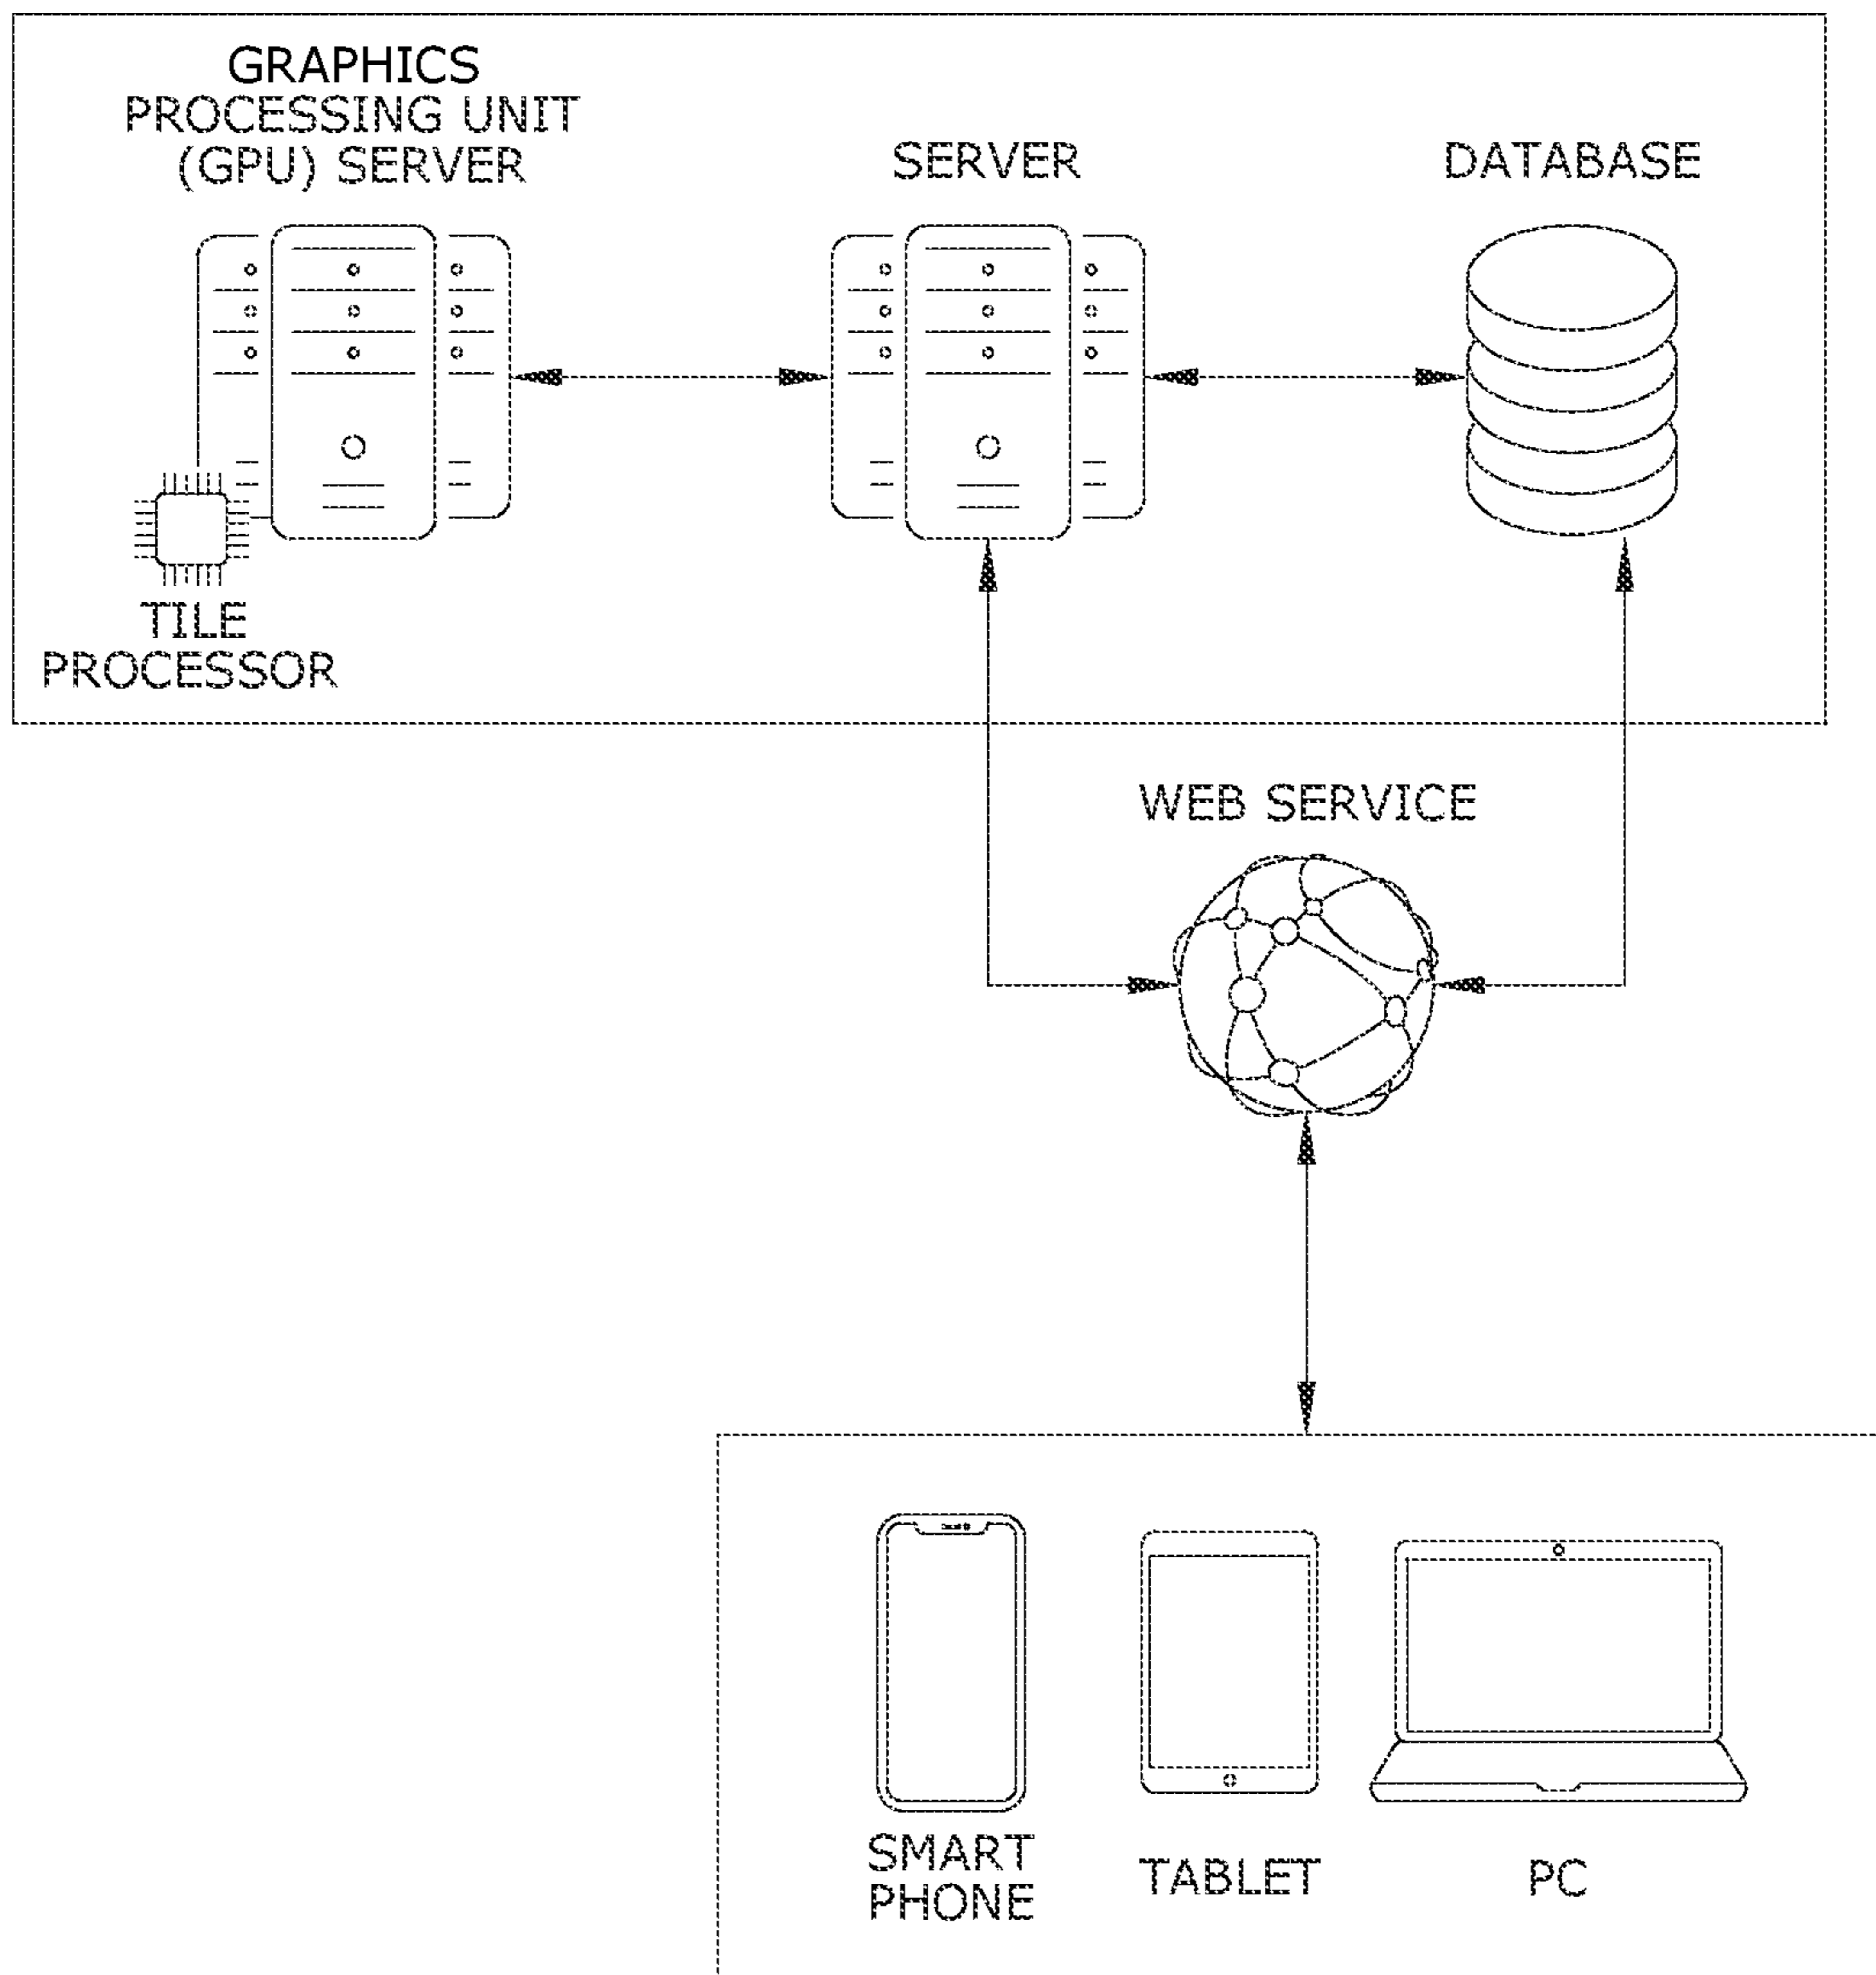 GRAPHICS
PROCESSING UNIT
(GPU) SERVER
SERVER
DATABASE
TILE
PROCESSOR
WEB SERVICE
SMART
PHONE
TABLET
PC